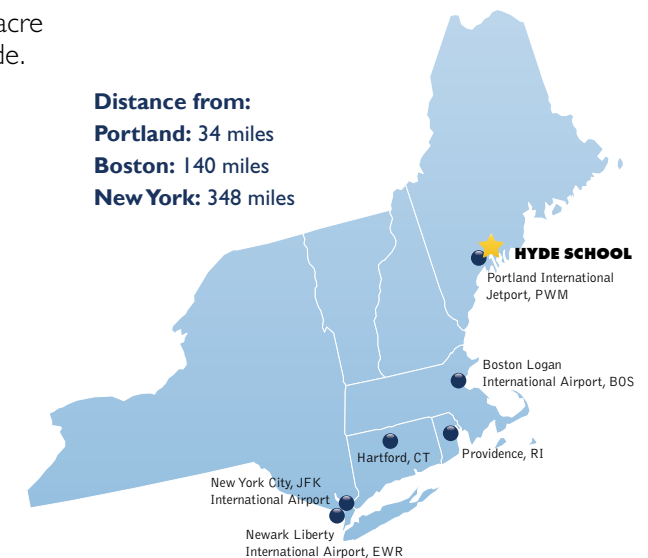 acre
de.
Distance from:
Portland: 34 miles
Boston: 140 miles
New York: 348 miles
HYDE SCHOOL
Portland International
Jetport, PWM
Boston Logan
International Airport, BOS
Hartford, CT
Providence, RI
New York City, JFK
International Airport
Newark Liberty
International Airport, EWR